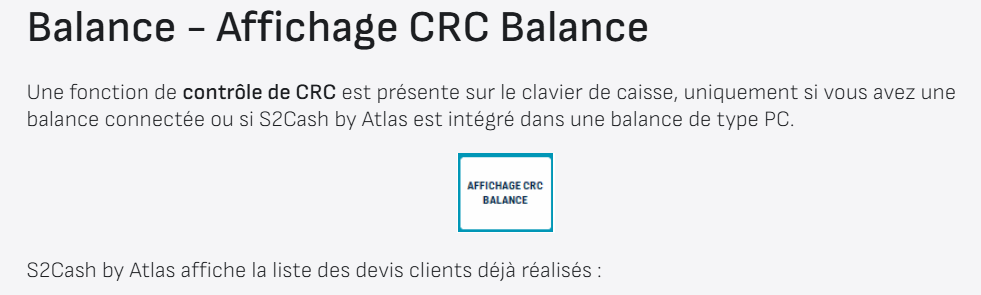 Balance - Affichage CRC Balance
Une fonction de contrôle de CRC est présente sur le clavier de caisse, uniquement si vous avez une
balance connectée ou si S2Cash by Atlas est intégré dans une balance de type PC.
AFFICHAGE CRC
BALANCE
S2Cash by Atlas affiche la liste des devis clients déjà réalisés :